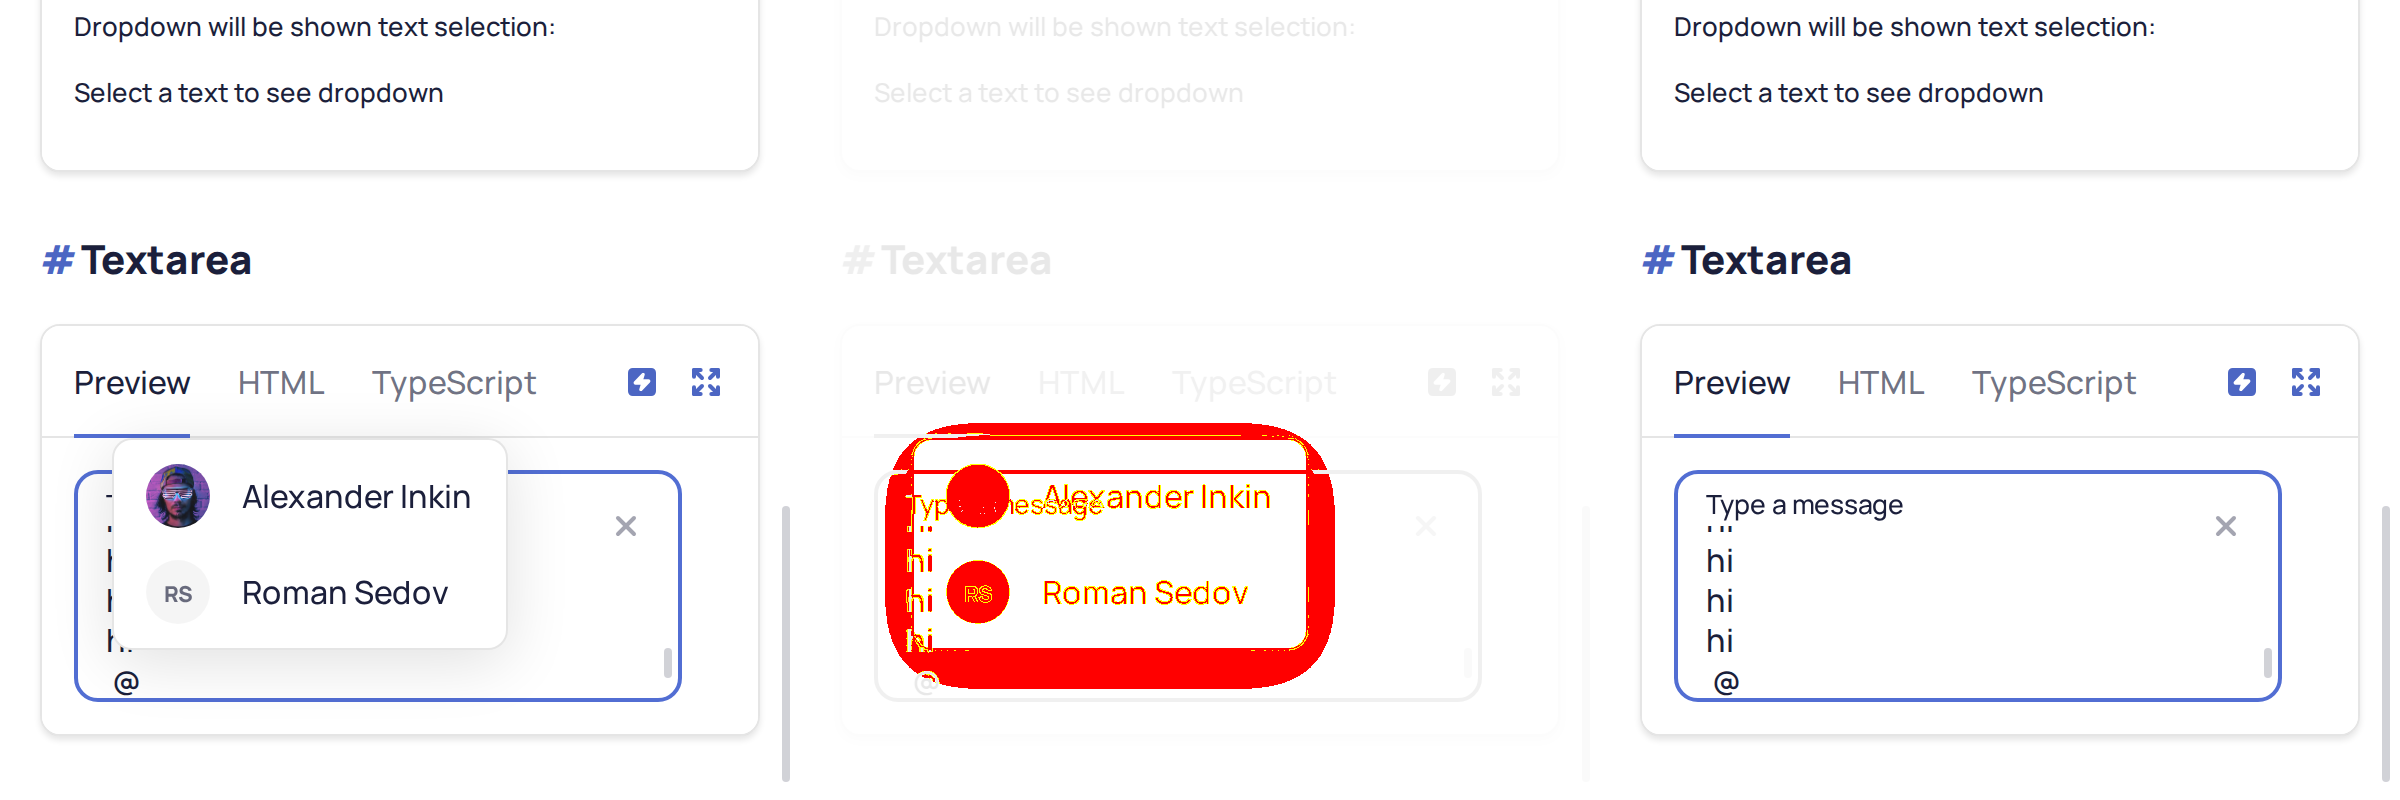 Dropdown will be shown text selection:
Select a text to see dropdown
# Textarea
Preview HTML TypeScript
Alexander Inkin
RS Roman Sedov
@
Dropdown will be shown text selection:
Select a text to see dropdown
# Textarea
Preview HTML TypeScript
Alexander Inkin
hi
hi RS Roman Sedov
hi
@
Dropdown will be shown text selection:
Select a text to see dropdown
# Textarea
Preview HTML TypeScript
Type a message
hi
hi
hi
@